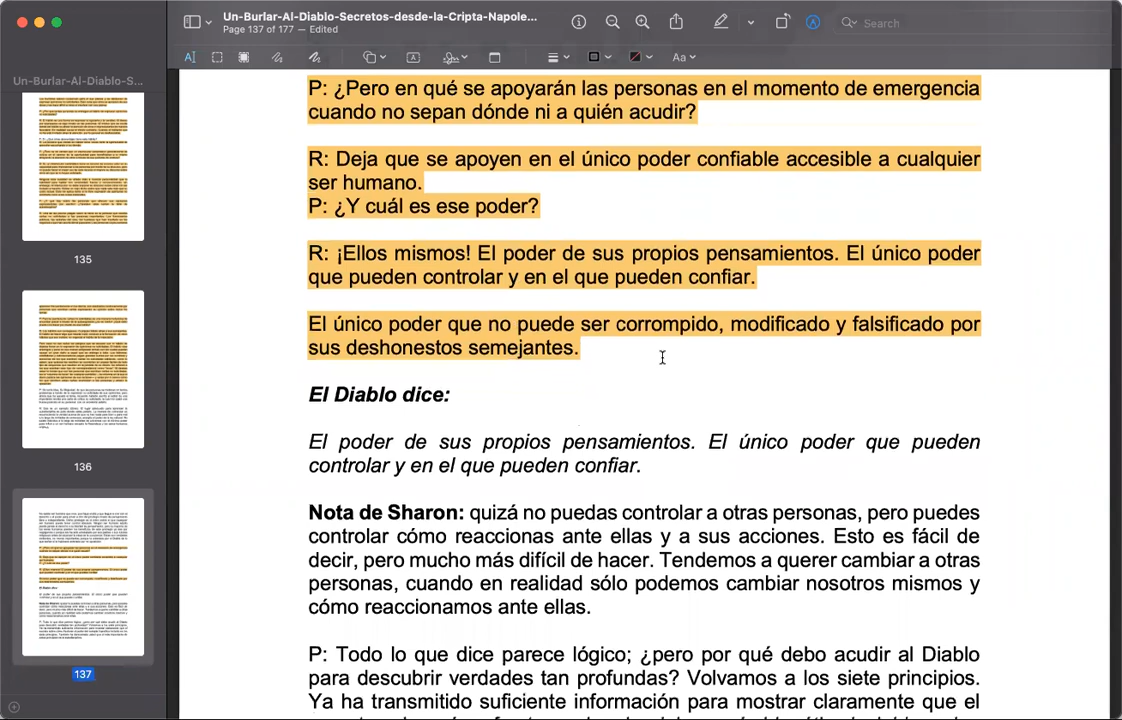 Un-Burlar-Al-Diablo-Secretos-desde-la-Cripta-Napole...
Page 137 of 177 — Edited
Search
Aa
Un-Burlar-Al-Diablo-S...
135
136
137
P: ¿Pero en qué se apoyarán las personas en el momento de emergencia
cuando no sepan dónde ni a quién acudir?
R: Deja que se apoyen en el único poder confiable accesible a cualquier
ser humano.
P: ¿Y cuál es ese poder?
R: ¡Ellos mismos! El poder de sus propios pensamientos. El único poder
que pueden controlar y en el que pueden confiar.
El único poder que no puede ser corrompido, modificado y falsificado por
sus deshonestos semejantes.
El Diablo dice:
El poder de sus propios pensamientos. El único poder que pueden
controlar y en el que pueden confiar.
Nota de Sharon: quizá no puedas controlar a otras personas, pero puedes
controlar cómo reaccionas ante ellas y a sus acciones. Esto es fácil de
decir, pero mucho más difícil de hacer. Tendemos a querer cambiar a otras
personas, cuando en realidad sólo podemos cambiar nosotros mismos y
cómo reaccionamos ante ellas.
P: Todo lo que dice parece lógico; ¿pero por qué debo acudir al Diablo
para descubrir verdades tan profundas? Volvamos a los siete principios.
Ya ha transmitido suficiente información para mostrar claramente que el